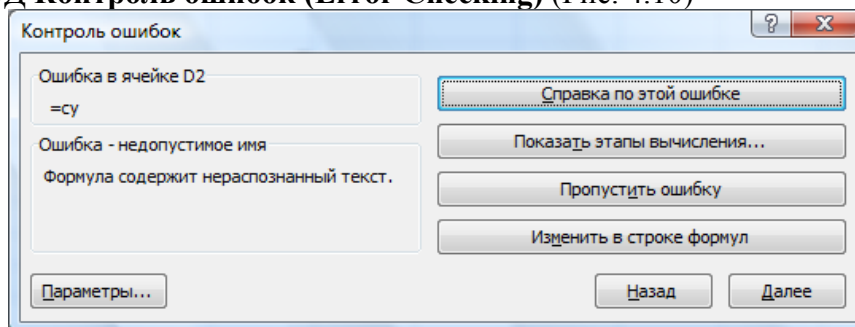 Д Контроль ошибок (Error Checking) (Рис. 4.10)
Контроль ошибок
Ошибка в ячейке D2
=су
Ошибка - недопустимое имя
Формула содержит нераспознанный текст.
Справка по этой ошибке
Показать этапы вычисления...
Пропустить ошибку
Изменить в строке формул
Параметры...
Назад
Далее